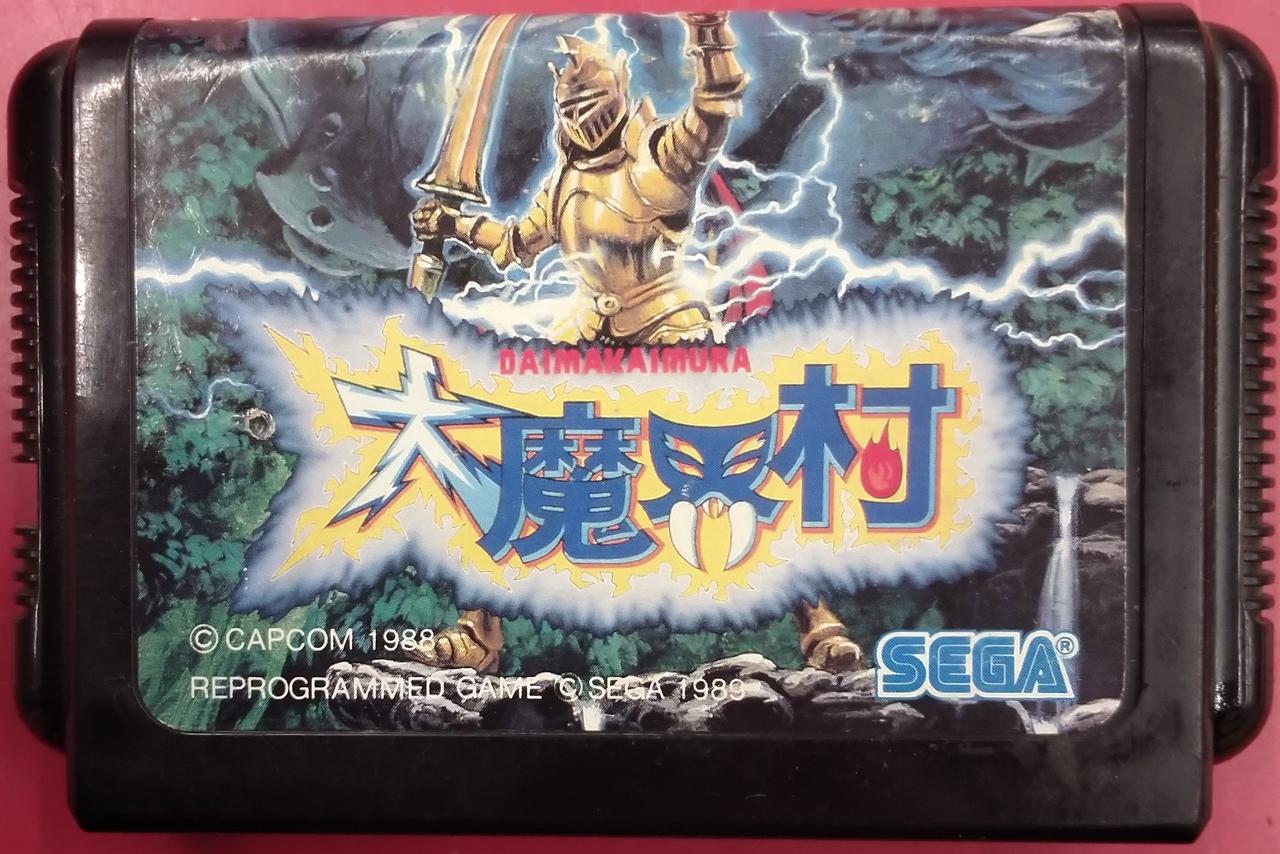 DAIMAKAIMURA
大魔界村
© CAPCOM 1988
REPROGRAMMED GAME © SEGA 1989
SEGA®